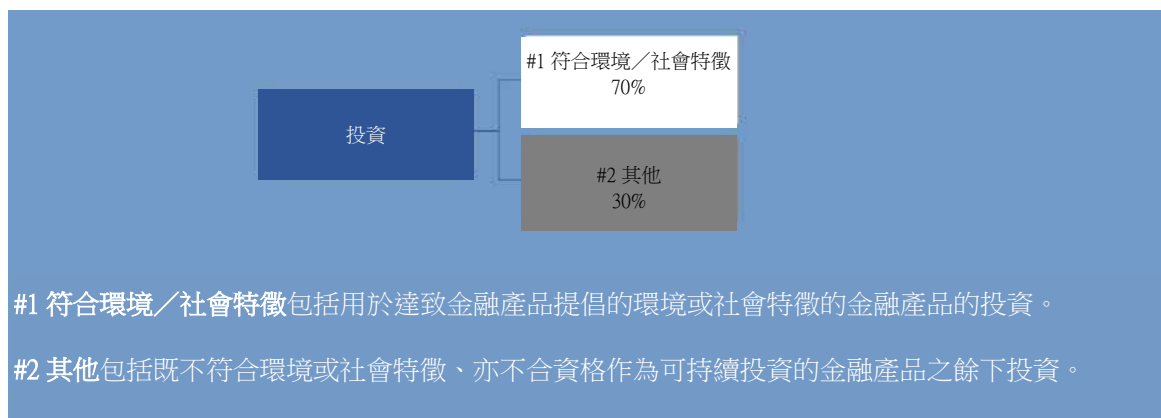 #1 符合環境／社會特徵
70%
投資
#2 其他
30%
#1 符合環境／社會特徵包括用於達致金融產品提倡的環境或社會特徵的金融產品的投資。
#2 其他包括既不符合環境或社會特徵、亦不合資格作為可持續投資的金融產品之餘下投資。